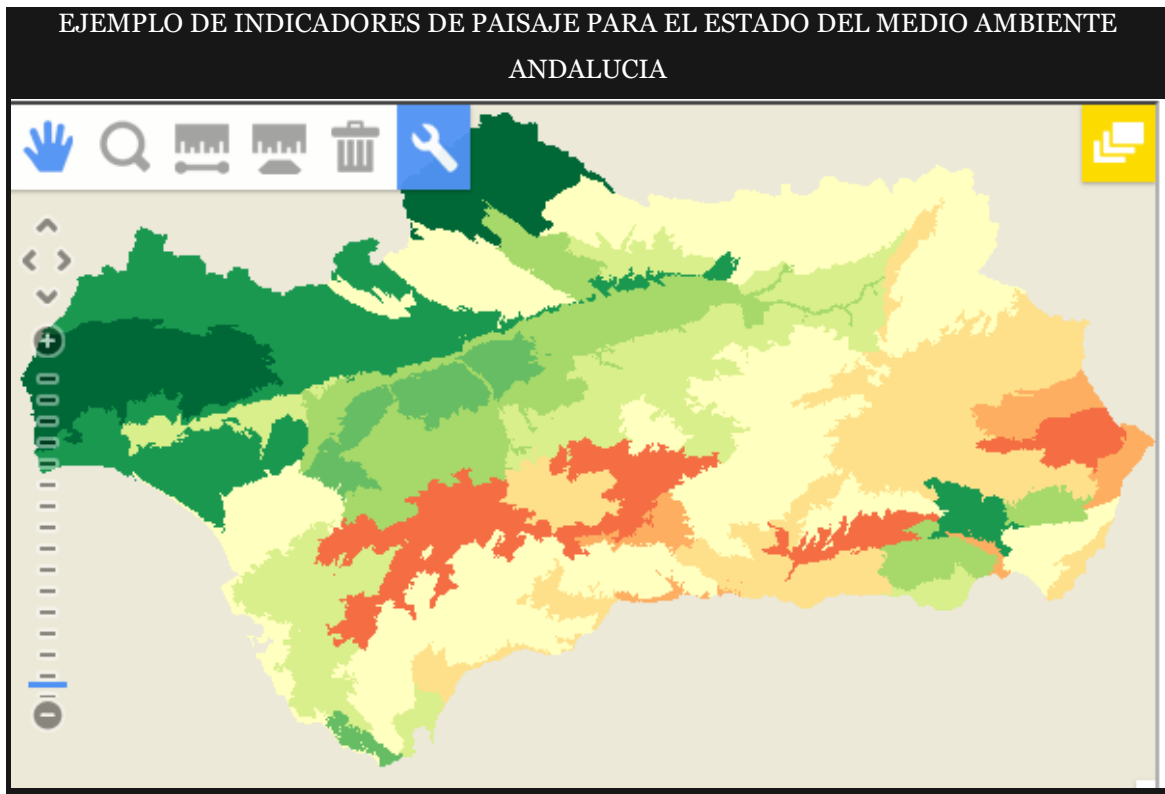 EJEMPLO DE INDICADORES DE PAISAJE PARA EL ESTADO DEL MEDIO AMBIENTE
ANDALUCIA